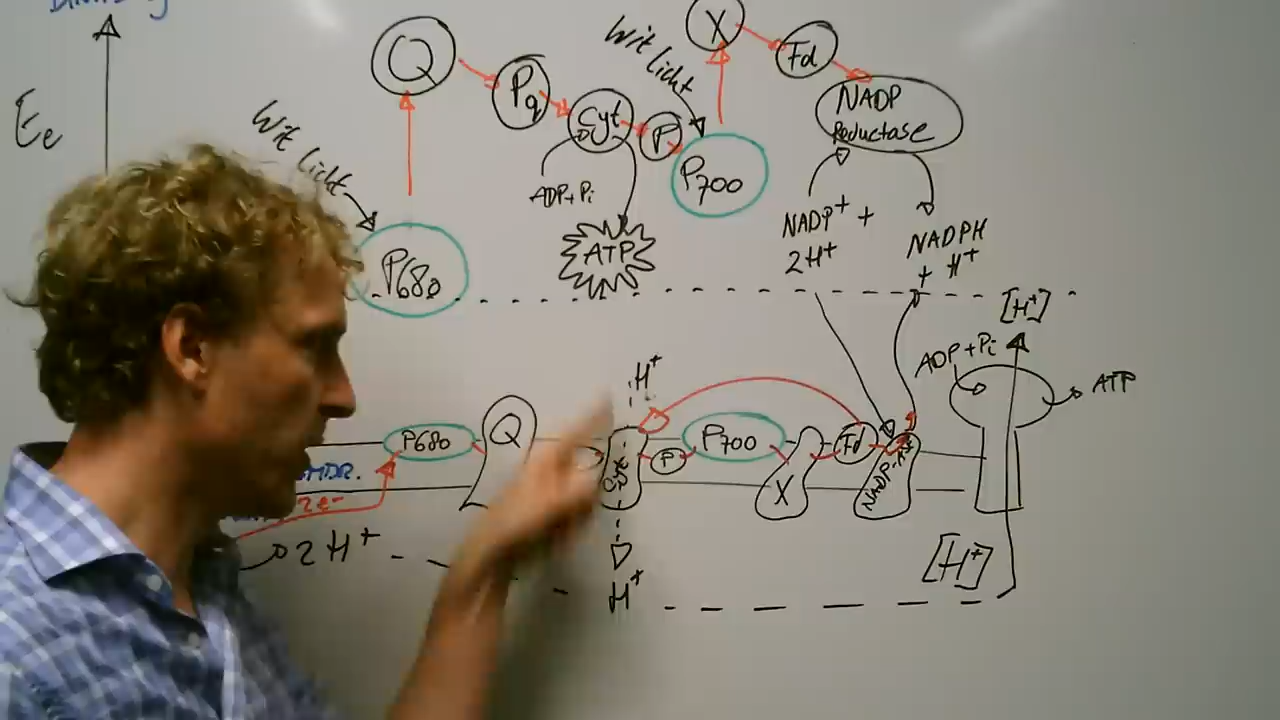 Ee
Wit licht
Q
Pq
Cyt
P
Wit licht
X
Fd
NADP
Reductase
P700
P680
ADP+Pi
ATP
NADP+ +
2H+
NADPH
+ H+
[H+]
ADP+Pi
ATP
H+
P680
Q
Cyt
P
P700
X
Fd
2e-
2H+
H+
[H+]